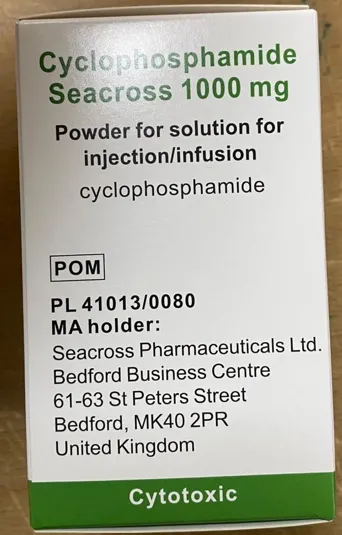 Cyclophosphamide
Seacross 1000 mg
Powder for solution for
injection/infusion
cyclophosphamide
POM
PL 41013/0080
MA holder:
Seacross Pharmaceuticals Ltd.
Bedford Business Centre
61-63 St Peters Street
Bedford, MK40 2PR
United Kingdom
Cytotoxic